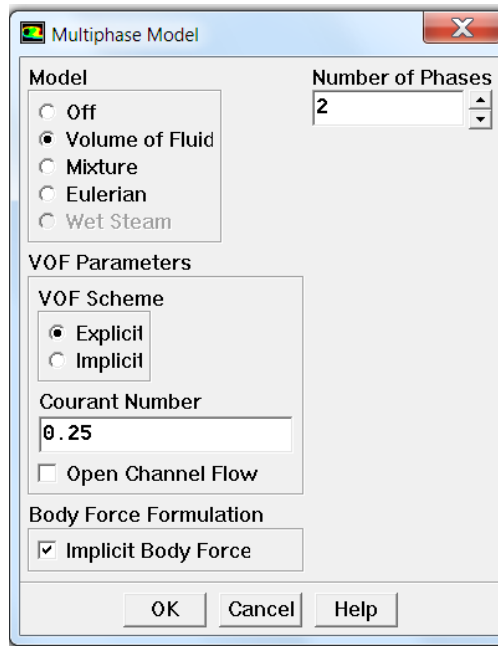 Multiphase Model
Model
Off
Volume of Fluid
Mixture
Eulerian
Wet Steam
Number of Phases
2
VOF Parameters
VOF Scheme
Explicit
Implicit
Courant Number
0.25
Open Channel Flow
Body Force Formulation
Implicit Body Force
OK Cancel Help